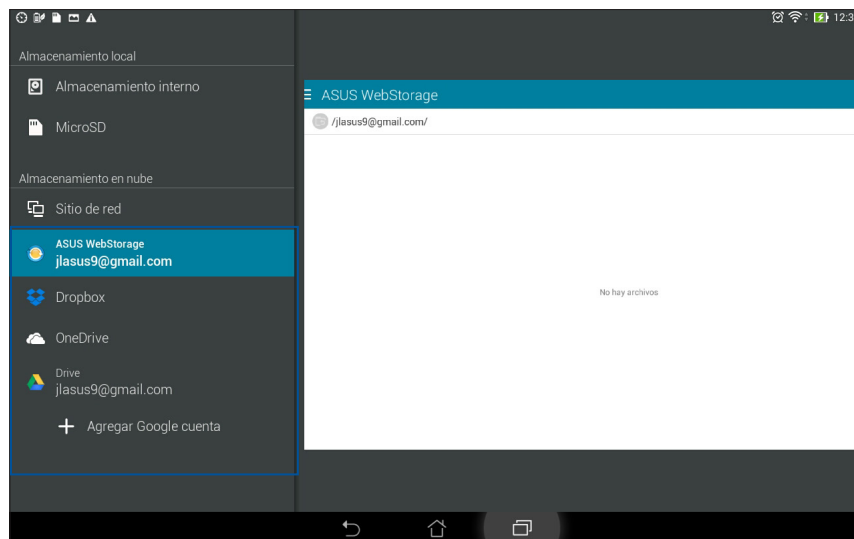 12:3
Almacenamiento local
Almacenamiento interno
MicroSD
Almacenamiento en nube
Sitio de red
ASUS WebStorage
jlasus9@gmail.com
Dropbox
OneDrive
Drive
jlasus9@gmail.com
Agregar Google cuenta
ASUS WebStorage
/jlasus9@gmail.com/
No hay archivos